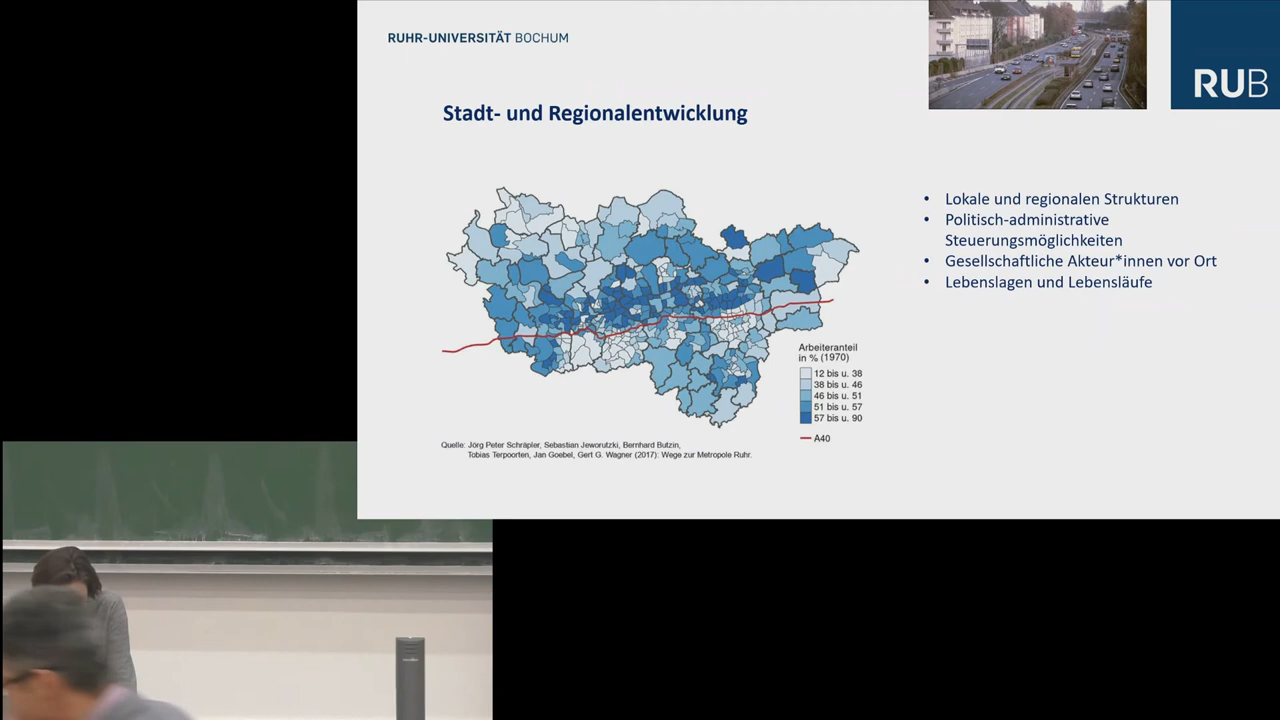 RUHR-UNIVERSITÄT BOCHUM
RUB
Stadt- und Regionalentwicklung
• Lokale und regionalen Strukturen
• Politisch-administrative
Steuerungsmöglichkeiten
• Gesellschaftliche Akteur*innen vor Ort
• Lebenslagen und Lebensläufe
Arbeiteranteil
in % (1970)
12 bis u. 38
38 bis u. 46
46 bis u. 51
51 bis u. 57
57 bis u. 90
A40
Quelle: Jörg Peter Schräpler, Sebastian Jeworutzki, Bernhard Butzin,
Tobias Terpoorten, Jan Goebel, Gert G. Wagner (2017): Wege zur Metropole Ruhr.